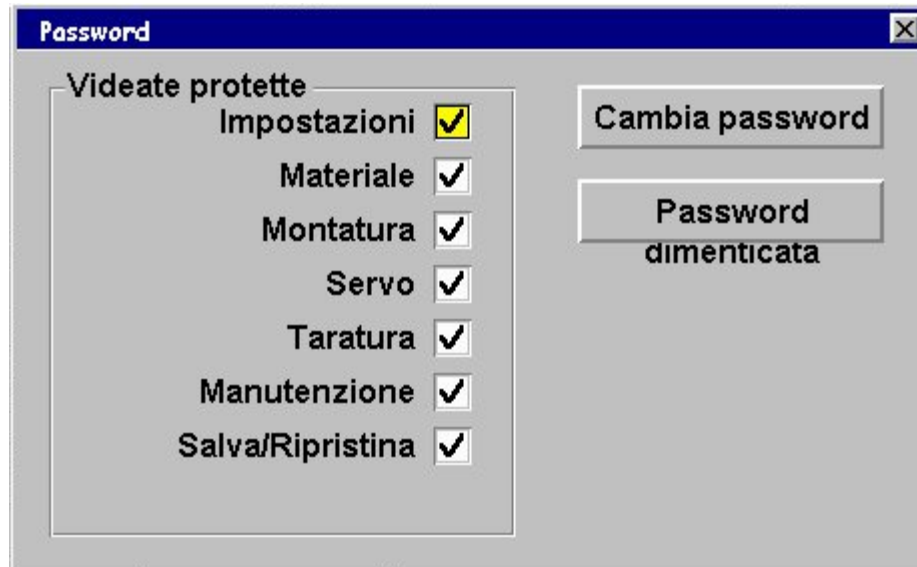 Password
Videate protette
Impostazioni
Materiale
Montatura
Servo
Taratura
Manutenzione
Salva/Ripristina
Cambia password
Password
dimenticata